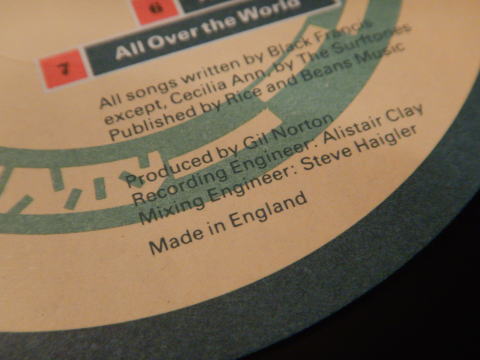 6
7 All Over the World
All songs written by Black Francis
except, Cecilia Ann, by The Surftones
Published by Rice and Beans Music
Produced by Gil Norton
Recording Engineer: Alistair Clay
Mixing Engineer: Steve Haigler
Made in England